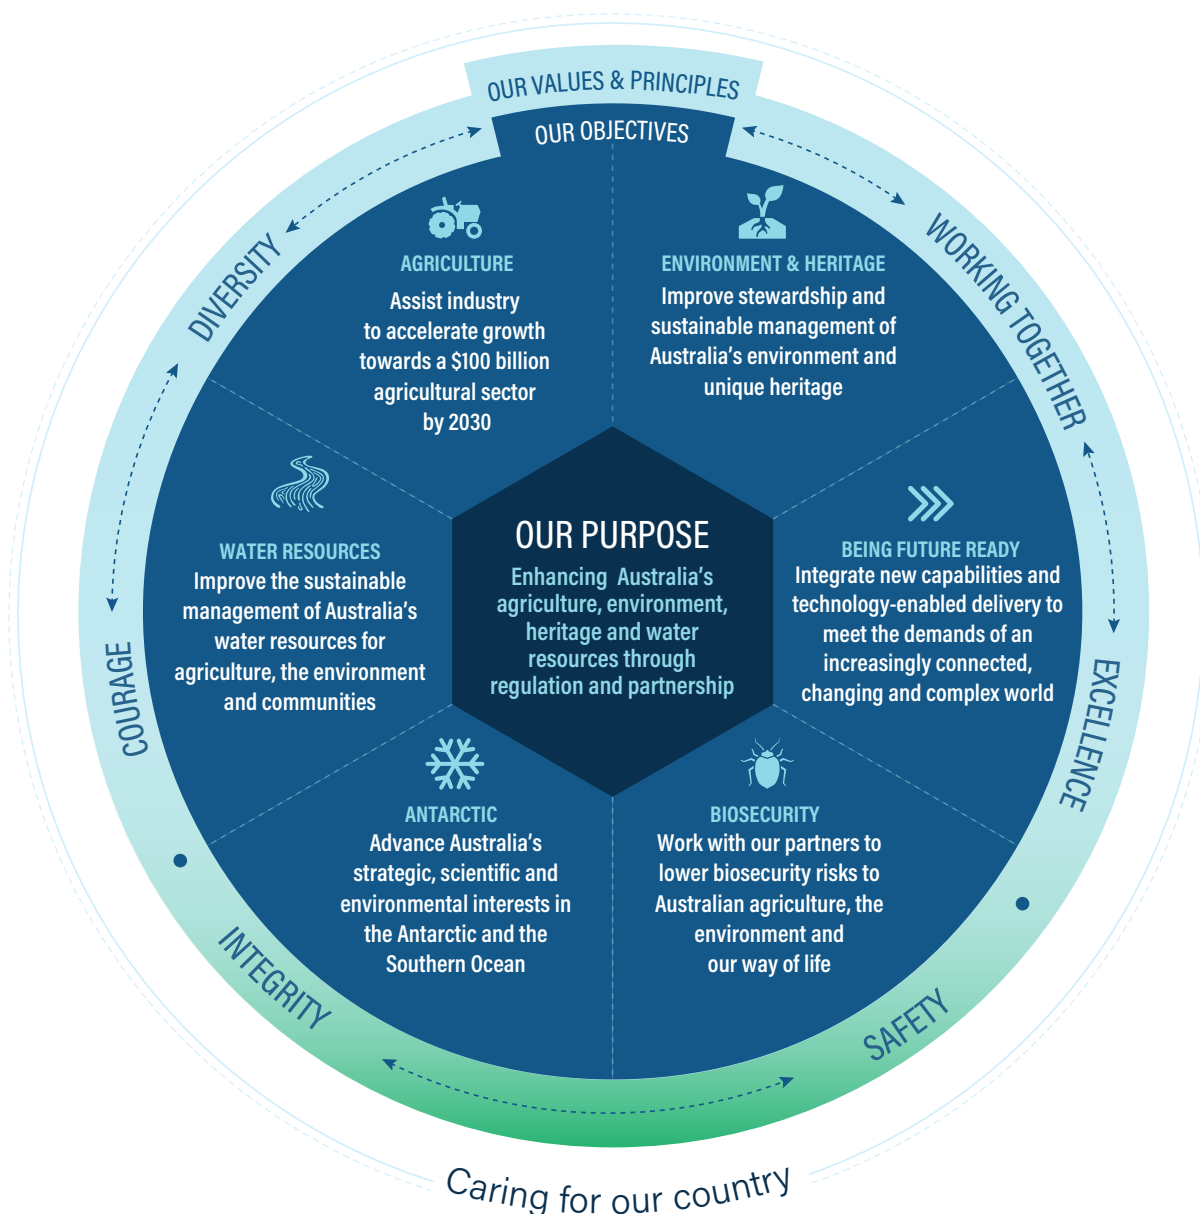 OUR VALUES & PRINCIPLES
OUR OBJECTIVES
AGRICULTURE
Assist industry
to accelerate growth
towards a $100 billion
agricultural sector
by 2030
ENVIRONMENT & HERITAGE
Improve stewardship and
sustainable management of
Australia's environment and
unique heritage
WATER RESOURCES
Improve the sustainable
management of Australia's
water resources for
agriculture, the environment
and communities
OUR PURPOSE
Enhancing Australia's
agriculture, environment,
heritage and water
resources through
regulation and partnership
BEING FUTURE READY
Integrate new capabilities and
technology-enabled delivery to
meet the demands of an
increasingly connected,
changing and complex world
ANTARCTIC
Advance Australia's
strategic, scientific and
environmental interests in
the Antarctic and the
Southern Ocean
BIOSECURITY
Work with our partners to
lower biosecurity risks to
Australian agriculture, the
environment and
our way of life
DIVERSITY
WORKING TOGETHER
COURAGE
EXCELLENCE
INTEGRITY
SAFETY
Caring for our country